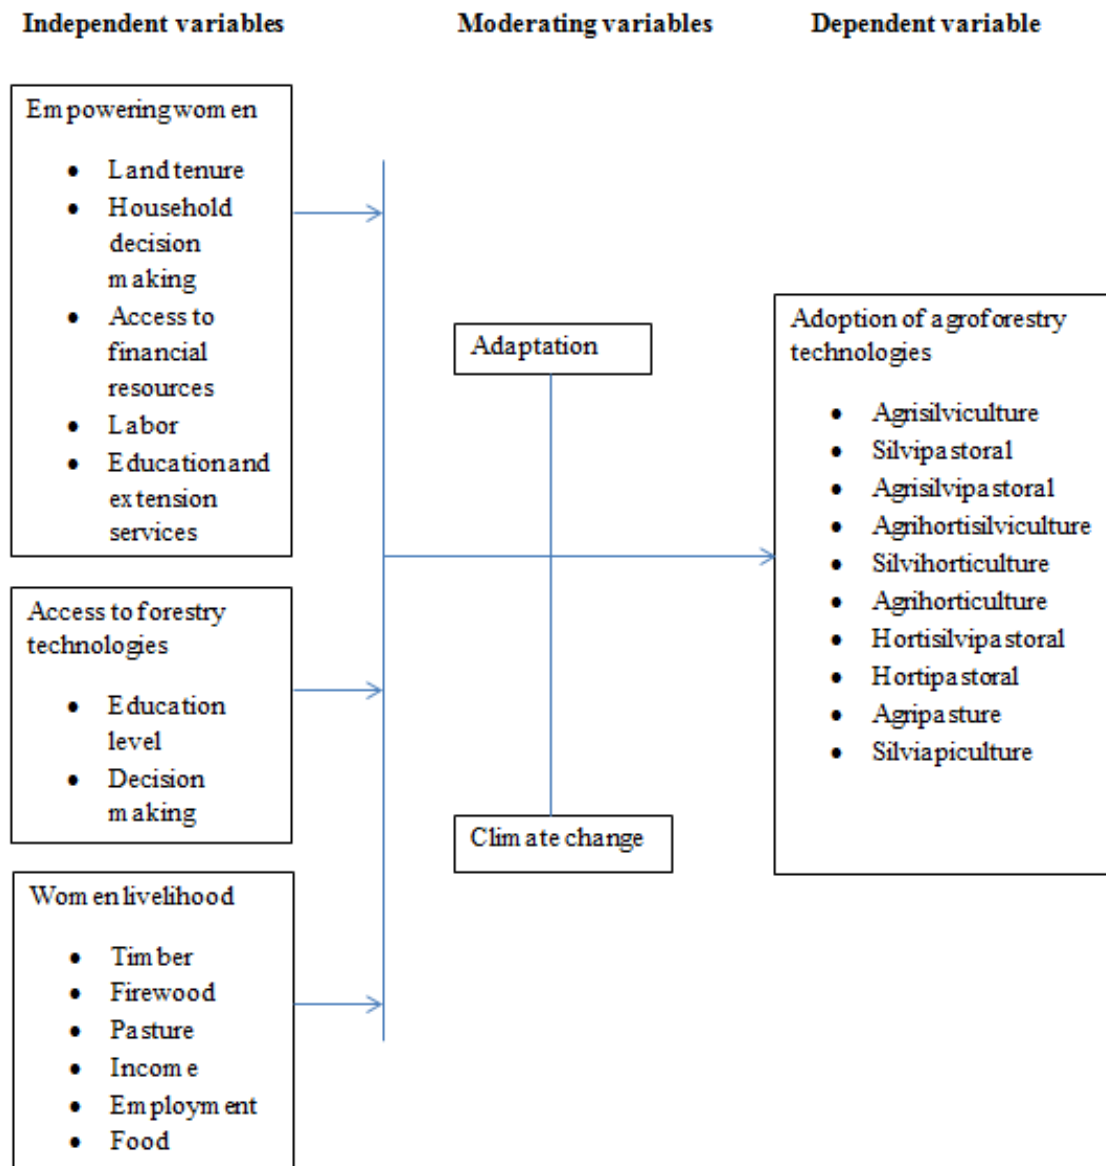 Independent variables
Moderating variables
Dependent variable
Empowering women
• Land tenure
• Household
decision
making
• Access to
financial
resources
• Labor
• Education and
extension
services
Access to forestry
technologies
• Education
level
• Decision
making
Women livelihood
• Timber
• Firewood
• Pasture
• Income
• Employment
• Food
Adaptation
Climate change
Adoption of agroforestry
technologies
• Agrisilviculture
• Silvipastoral
• Agrisilvipastoral
• Agrihortisilviculture
• Silvihorticulture
• Agrihorticulture
• Hortisilvipastoral
• Hortipastoral
• Agripasture
• Silviapiculture